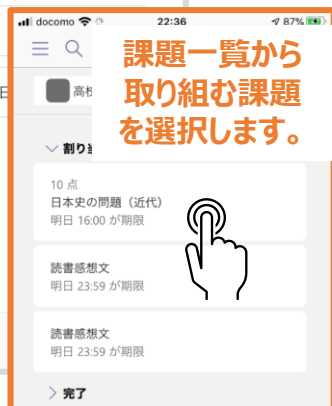 docomo 22:36 87%
課題一覧から
取り組む課題
を選択します。
高校
割り当
10 点
日本史の問題（近代）
明日 16:00 が期限
読書感想文
明日 23:59 が期限
読書感想文
明日 23:59 が期限
完了